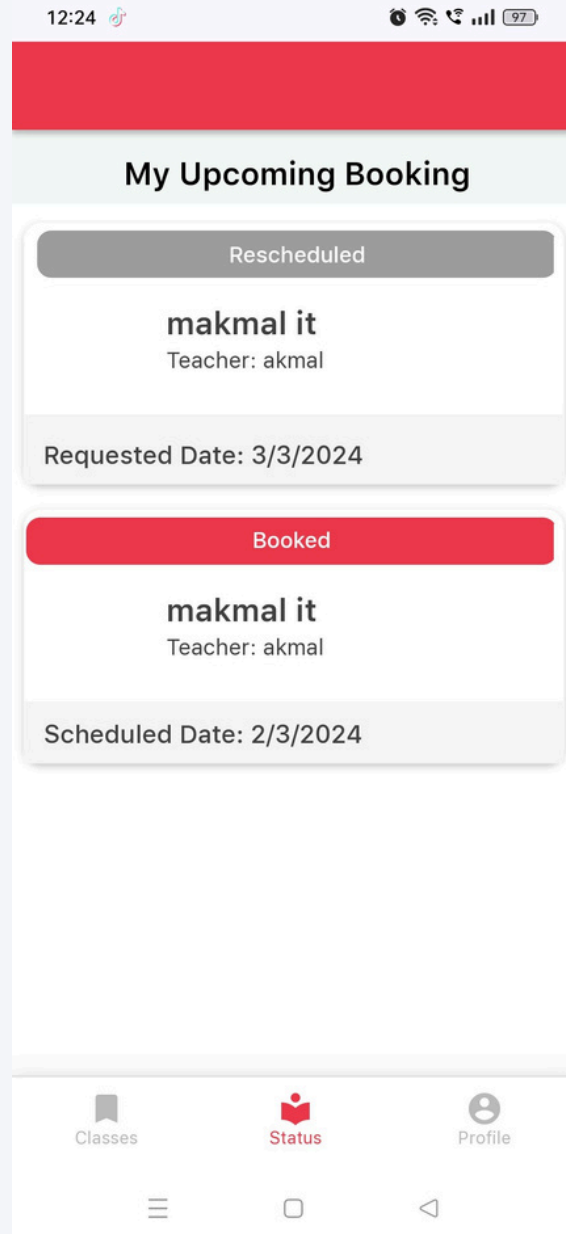 12:24
97
My Upcoming Booking
Rescheduled
makmal it
Teacher: akmal
Requested Date: 3/3/2024
Booked
makmal it
Teacher: akmal
Scheduled Date: 2/3/2024
Classes
Status
Profile